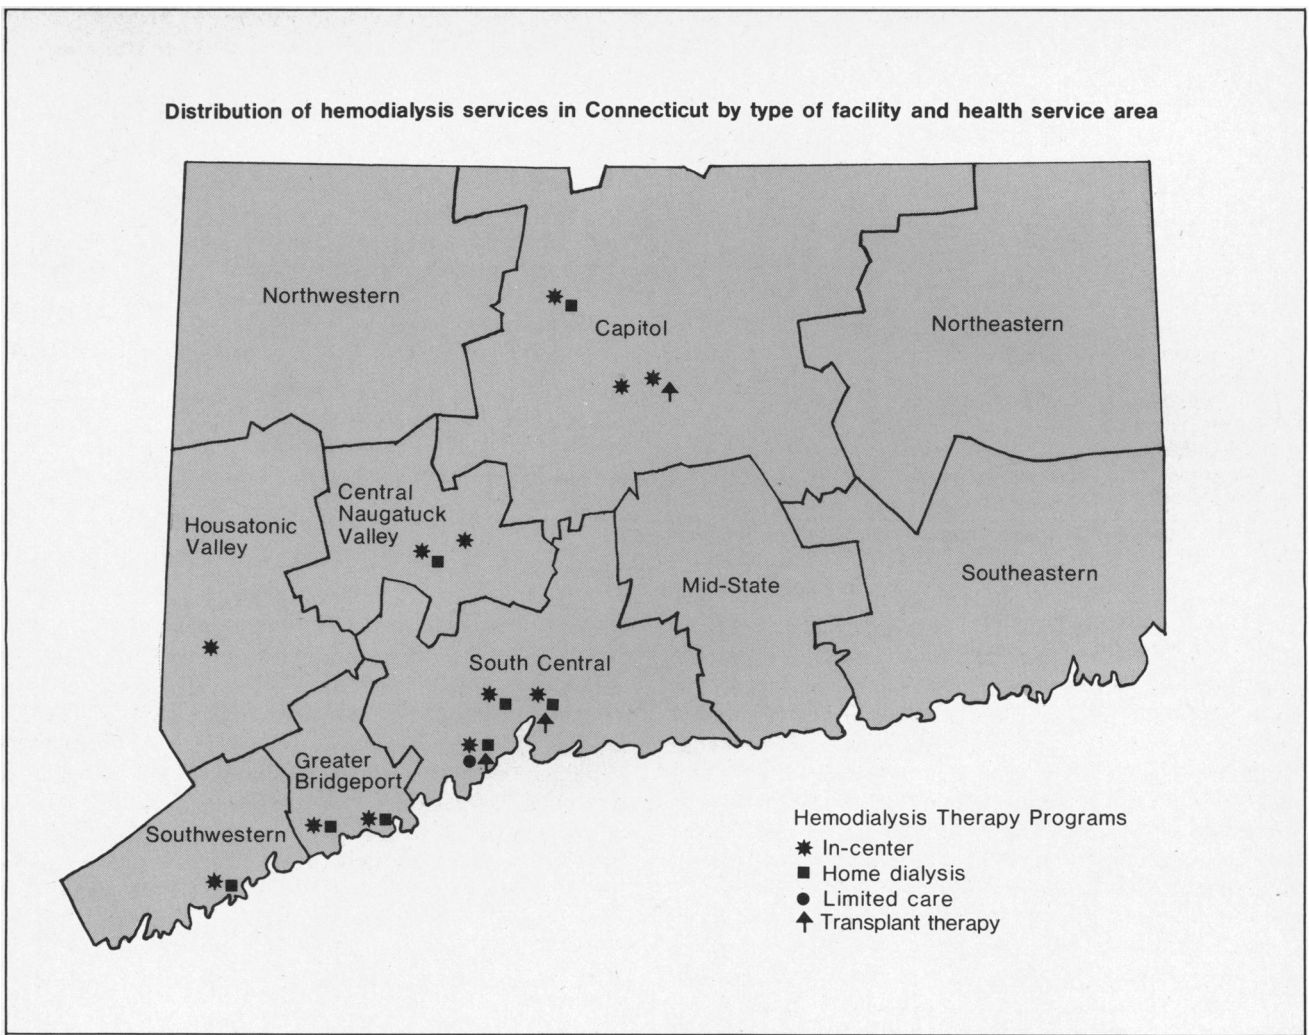 Distribution of hemodialysis services in Connecticut by type of facility and health service area
Northwestern
Capitol
Northeastern
Central
Naugatuck
Valley
Housatonic
Valley
Mid-State
Southeastern
South Central
Greater
Bridgeport
Southwestern
Hemodialysis Therapy Programs
In-center
Home dialysis
Limited care
Transplant therapy